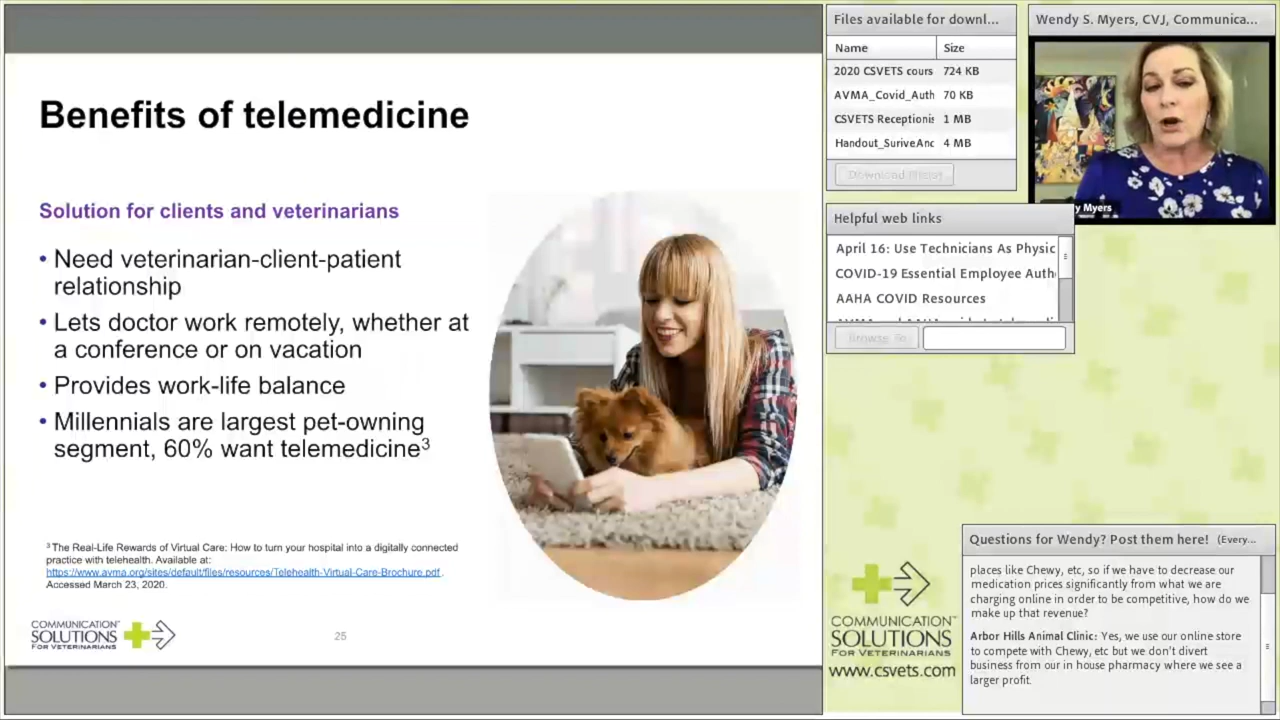 Benefits of telemedicine
Solution for clients and veterinarians
• Need veterinarian-client-patient
relationship
• Lets doctor work remotely, whether at
a conference or on vacation
• Provides work-life balance
• Millennials are largest pet-owning
segment, 60% want telemedicine³
³ The Real-Life Rewards of Virtual Care: How to turn your hospital into a digitally connected
practice with telehealth. Available at:
https://www.avma.org/sites/default/files/resources/Telehealth-Virtual-Care-Brochure.pdf.
Accessed March 23, 2020.
COMMUNICATION
SOLUTIONS
FOR VETERINARIANS
25
Files available for downl...
Name Size
2020 CSVETS cours 724 KB
AVMA_Covid_Auth 70 KB
CSVETS Receptionis 1 MB
Handout_SuriveAnc 4 MB
Download File(s)
Wendy S. Myers, CVJ, Communica...
y Myers
Helpful web links
April 16: Use Technicians As Physic
COVID-19 Essential Employee Auth
AAHA COVID Resources
Browse To
COMMUNICATION
SOLUTIONS
FOR VETERINARIANS
www.csvets.com
Questions for Wendy? Post them here! (Every...
places like Chewy, etc, so if we have to decrease our
medication prices significantly from what we are
charging online in order to be competitive, how do we
make up that revenue?
Arbor Hills Animal Clinic: Yes, we use our online store
to compete with Chewy, etc but we don't divert
business from our in house pharmacy where we see a
larger profit.